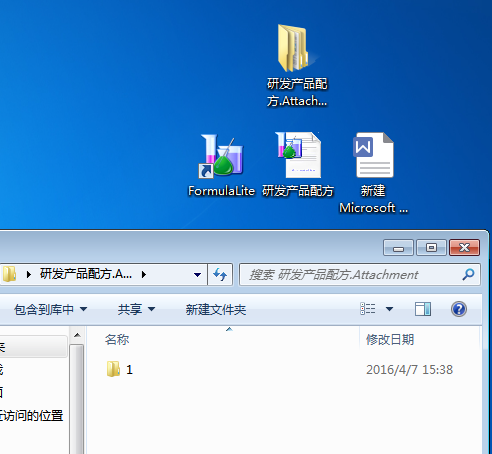 研发产品配
方.Attach...
FormulaLite
研发产品配方
新建
Microsoft ...
研发产品配方.A...
搜索 研发产品配方.Attachment
包含到库中
共享
新建文件夹
名称
修改日期
1
2016/4/7 15:38
近访问的位置